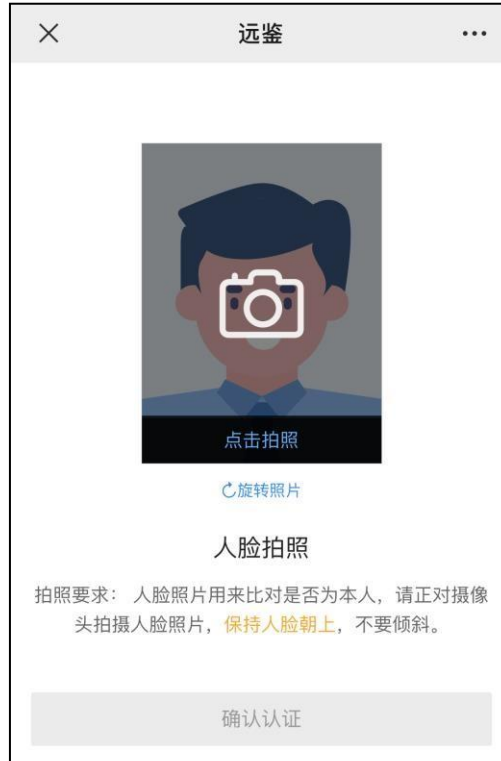 远鉴
点击拍照
旋转照片
人脸拍照
拍照要求： 人脸照片用来比对是否为本人，请正对摄像
头拍摄人脸照片，保持人脸朝上，不要倾斜。
确认认证